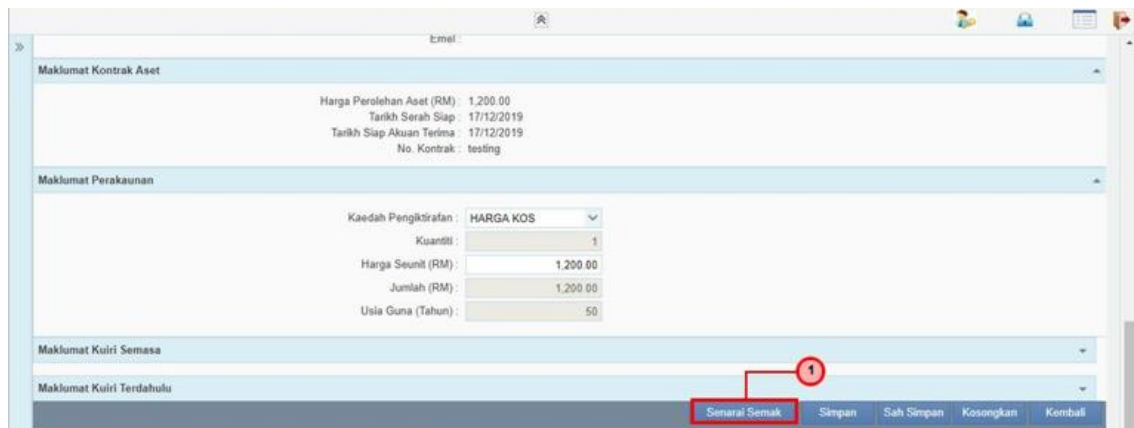 Emel :
Maklumat Kontrak Aset
Harga Perolehan Aset (RM) : 1,200.00
Tarikh Serah Siap : 17/12/2019
Tarikh Siap Akuan Terima : 17/12/2019
No. Kontrak : testing
Maklumat Perakaunan
Kaedah Pengiktirafan : HARGA KOS
Kuantiti : 1
Harga Seunit (RM) : 1,200.00
Jumlah (RM) : 1,200.00
Usia Guna (Tahun) : 50
Maklumat Kuiri Semasa
1
Maklumat Kuiri Terdahulu
Senarai Semak Simpan Sah Simpan Kosongkan Kembali